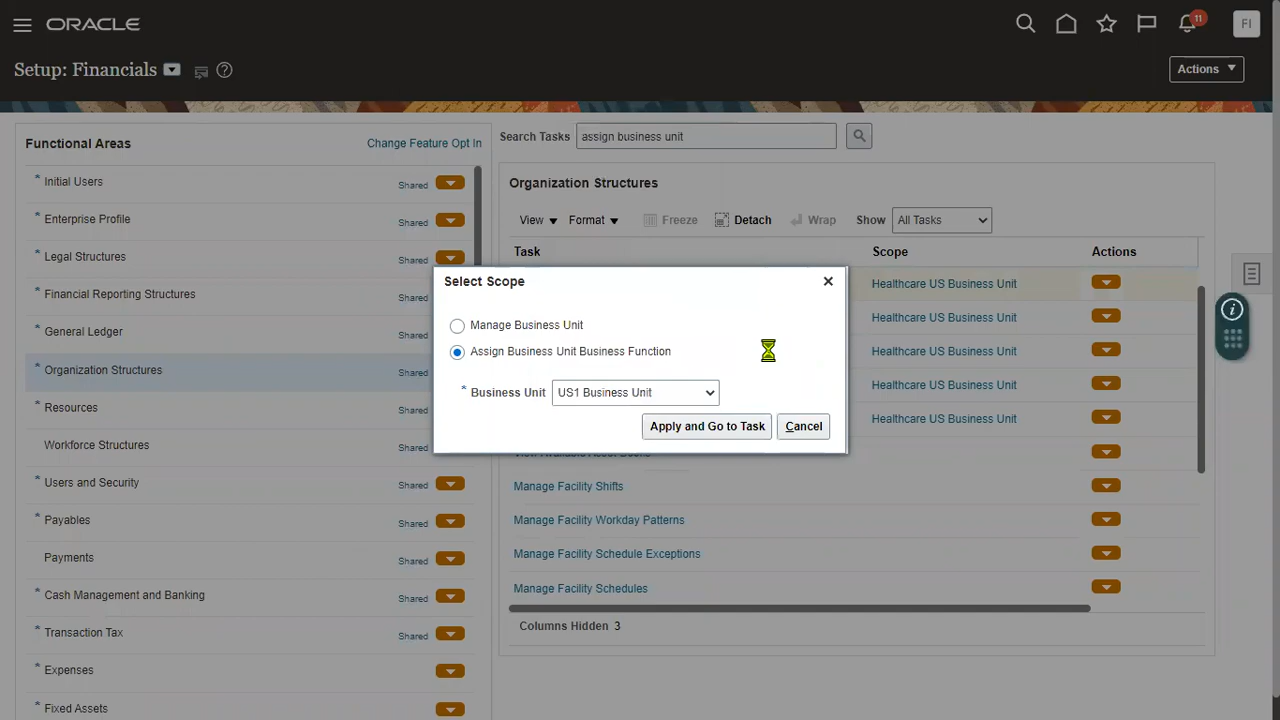 ORACLE
11
FI
Setup: Financials
Actions
Functional Areas
Change Feature Opt In
Search Tasks
assign business unit
* Initial Users Shared
* Enterprise Profile Shared
* Legal Structures Shared
* Financial Reporting Structures Shared
* General Ledger Shared
* Organization Structures Shared
* Resources Shared
Workforce Structures Shared
* Users and Security Shared
* Payables Shared
Payments Shared
* Cash Management and Banking Shared
* Transaction Tax Shared
* Expenses
* Fixed Assets
Organization Structures
View Format Freeze Detach Wrap Show All Tasks
Task Scope Actions
Healthcare US Business Unit
Healthcare US Business Unit
Healthcare US Business Unit
Healthcare US Business Unit
Healthcare US Business Unit
Manage Facility Shifts
Manage Facility Workday Patterns
Manage Facility Schedule Exceptions
Manage Facility Schedules
Columns Hidden 3
Select Scope
Manage Business Unit
Assign Business Unit Business Function
* Business Unit US1 Business Unit
Apply and Go to Task Cancel